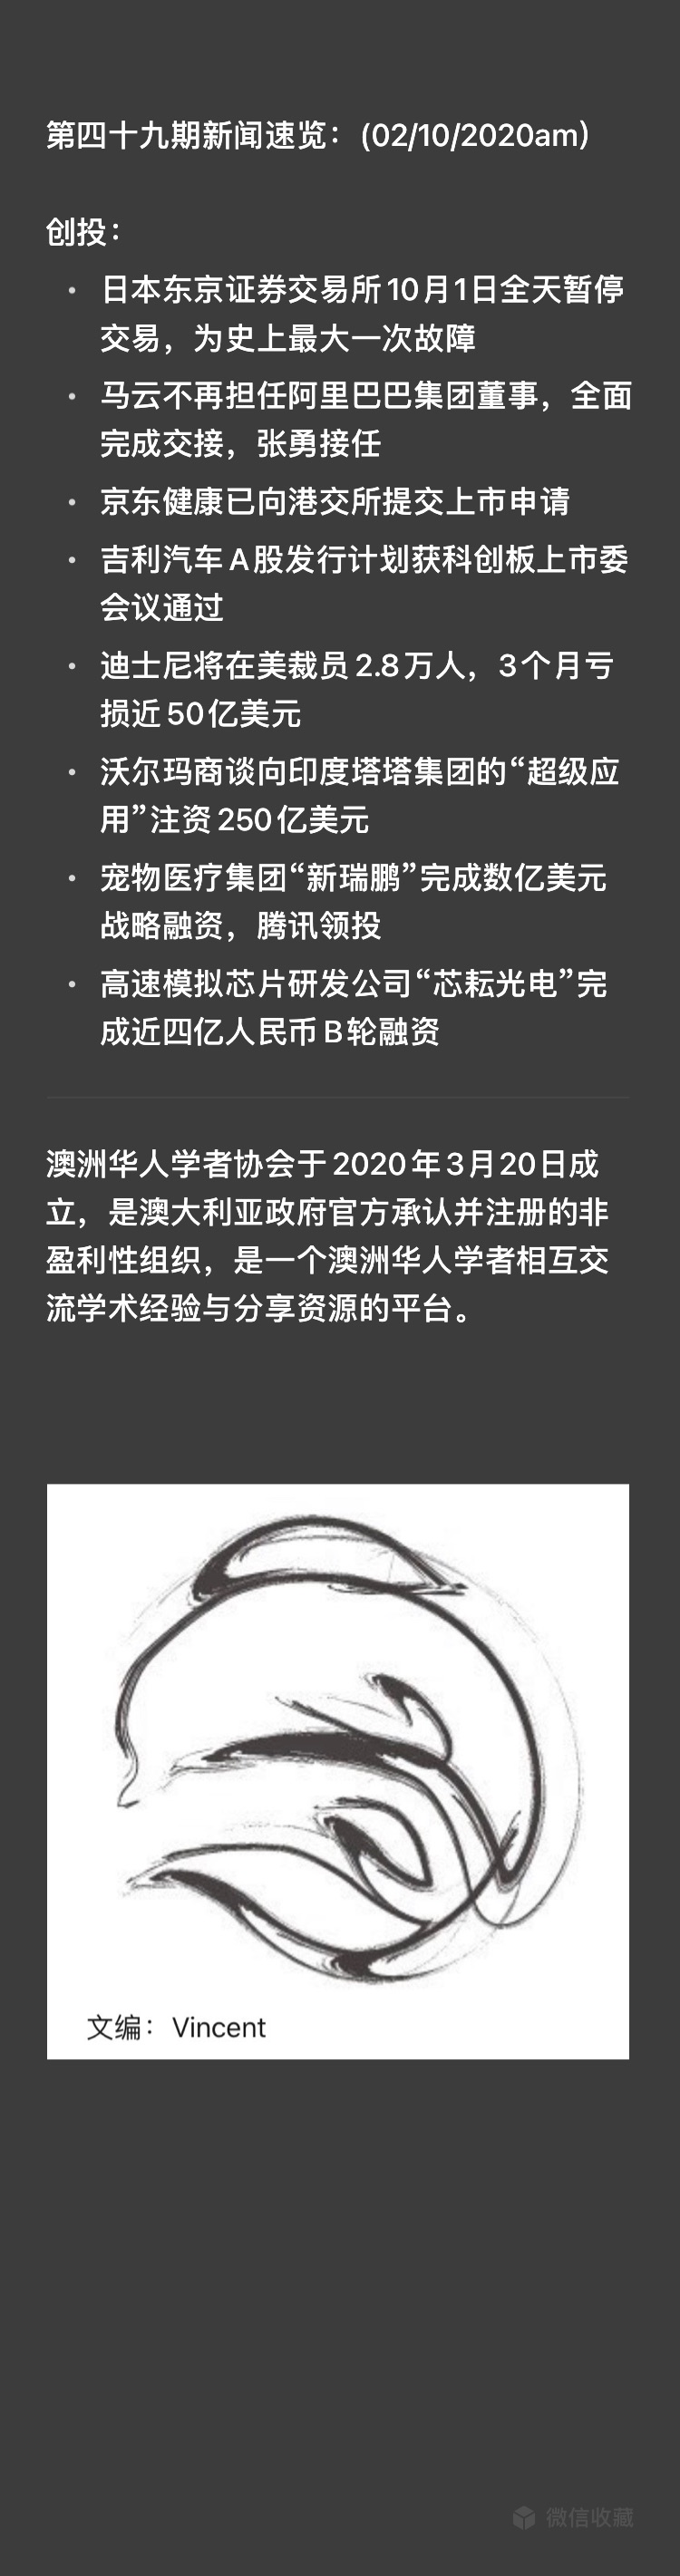 第四十九期新闻速览：(02/10/2020am)
创投：
• 日本东京证券交易所10月1日全天暂停
交易，为史上最大一次故障
• 马云不再担任阿里巴巴集团董事，全面
完成交接，张勇接任
• 京东健康已向港交所提交上市申请
• 吉利汽车A股发行计划获科创板上市委
会议通过
• 迪士尼将在美裁员2.8万人，3个月亏
损近50亿美元
• 沃尔玛商谈向印度塔塔集团的“超级应
用”注资250亿美元
• 宠物医疗集团“新瑞鹏”完成数亿美元
战略融资，腾讯领投
• 高速模拟芯片研发公司“芯耘光电”完
成近四亿人民币B轮融资
澳洲华人学者协会于2020年3月20日成
立，是澳大利亚政府官方承认并注册的非
盈利性组织，是一个澳洲华人学者相互交
流学术经验与分享资源的平台。
文编：Vincent
微信收藏